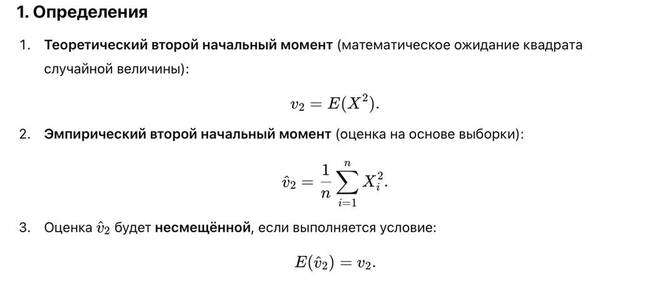 1. Определения
1. Теоретический второй начальный момент (математическое ожидание квадрата
случайной величины):
v₂ = E(X²).
2. Эмпирический второй начальный момент (оценка на основе выборки):
v̂₂ = 1/n ∑ᵢ₌₁ⁿ Xᵢ².
3. Оценка v̂₂ будет несмещённой, если выполняется условие:
E(v̂₂) = v₂.